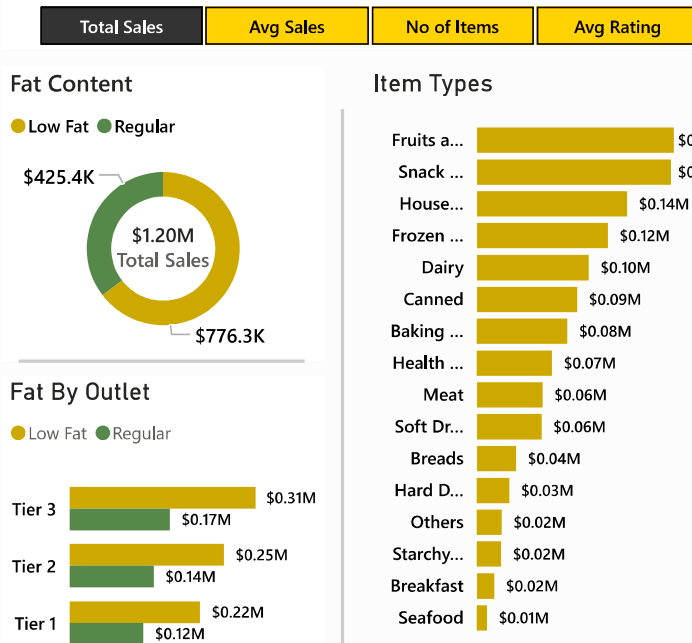 Total Sales
Avg Sales
No of Items
Avg Rating
Fat Content
Low Fat
Regular
$425.4K
$1.20M
Total Sales
$776.3K
Fat By Outlet
Low Fat
Regular
Tier 3
$0.31M
$0.17M
Tier 2
$0.25M
$0.14M
Tier 1
$0.22M
$0.12M
Item Types
Fruits a...
$0
Snack ...
$0
House...
$0.14M
Frozen ...
$0.12M
Dairy
$0.10M
Canned
$0.09M
Baking ...
$0.08M
Health ...
$0.07M
Meat
$0.06M
Soft Dr...
$0.06M
Breads
$0.04M
Hard D...
$0.03M
Others
$0.02M
Starchy...
$0.02M
Breakfast
$0.02M
Seafood
$0.01M